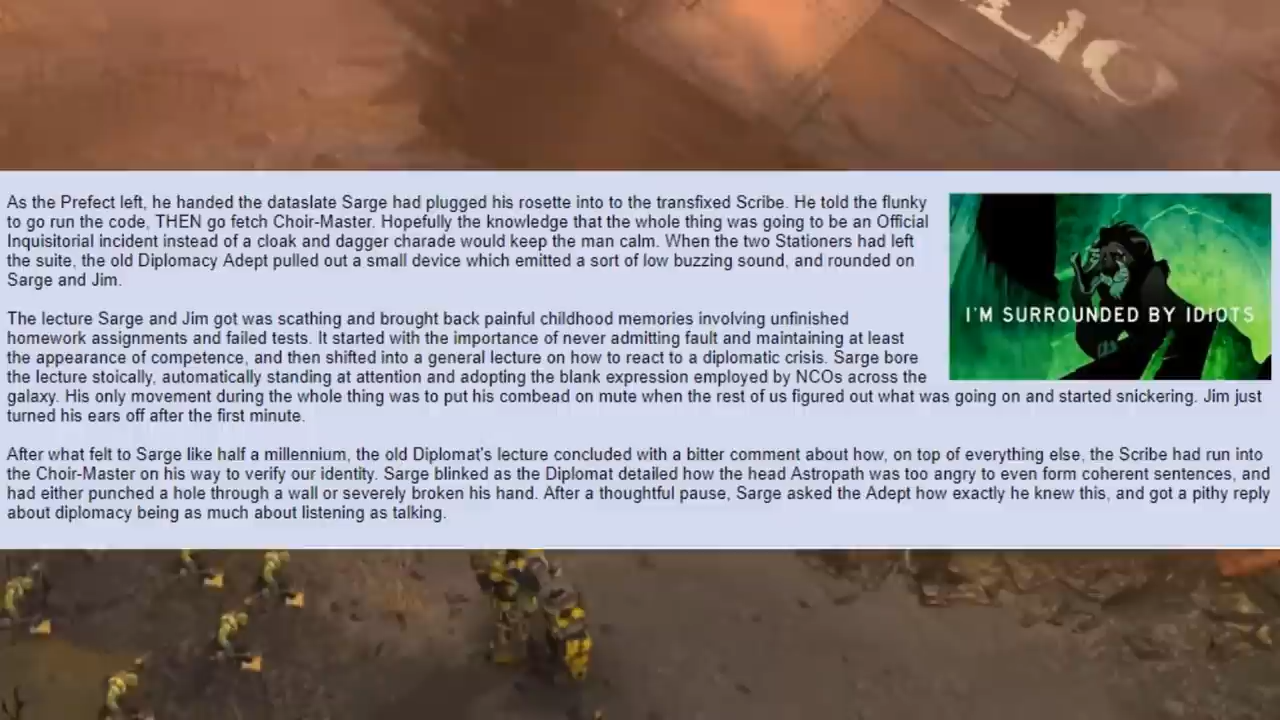 LIC
As the Prefect left, he handed the dataslate Sarge had plugged his rosette into to the transfixed Scribe. He told the flunky
to go run the code, THEN go fetch Choir-Master. Hopefully the knowledge that the whole thing was going to be an Official
Inquisitorial incident instead of a cloak and dagger charade would keep the man calm. When the two Stationers had left
the suite, the old Diplomacy Adept pulled out a small device which emitted a sort of low buzzing sound, and rounded on
Sarge and Jim.
I'M SURROUNDED BY IDIOTS
The lecture Sarge and Jim got was scathing and brought back painful childhood memories involving unfinished
homework assignments and failed tests. It started with the importance of never admitting fault and maintaining at least
the appearance of competence, and then shifted into a general lecture on how to react to a diplomatic crisis. Sarge bore
the lecture stoically, automatically standing at attention and adopting the blank expression employed by NCOs across the
galaxy. His only movement during the whole thing was to put his combead on mute when the rest of us figured out what was going on and started snickering. Jim just
turned his ears off after the first minute.
After what felt to Sarge like half a millennium, the old Diplomat's lecture concluded with a bitter comment about how, on top of everything else, the Scribe had run into
the Choir-Master on his way to verify our identity. Sarge blinked as the Diplomat detailed how the head Astropath was too angry to even form coherent sentences, and
had either punched a hole through a wall or severely broken his hand. After a thoughtful pause, Sarge asked the Adept how exactly he knew this, and got a pithy reply
about diplomacy being as much about listening as talking.